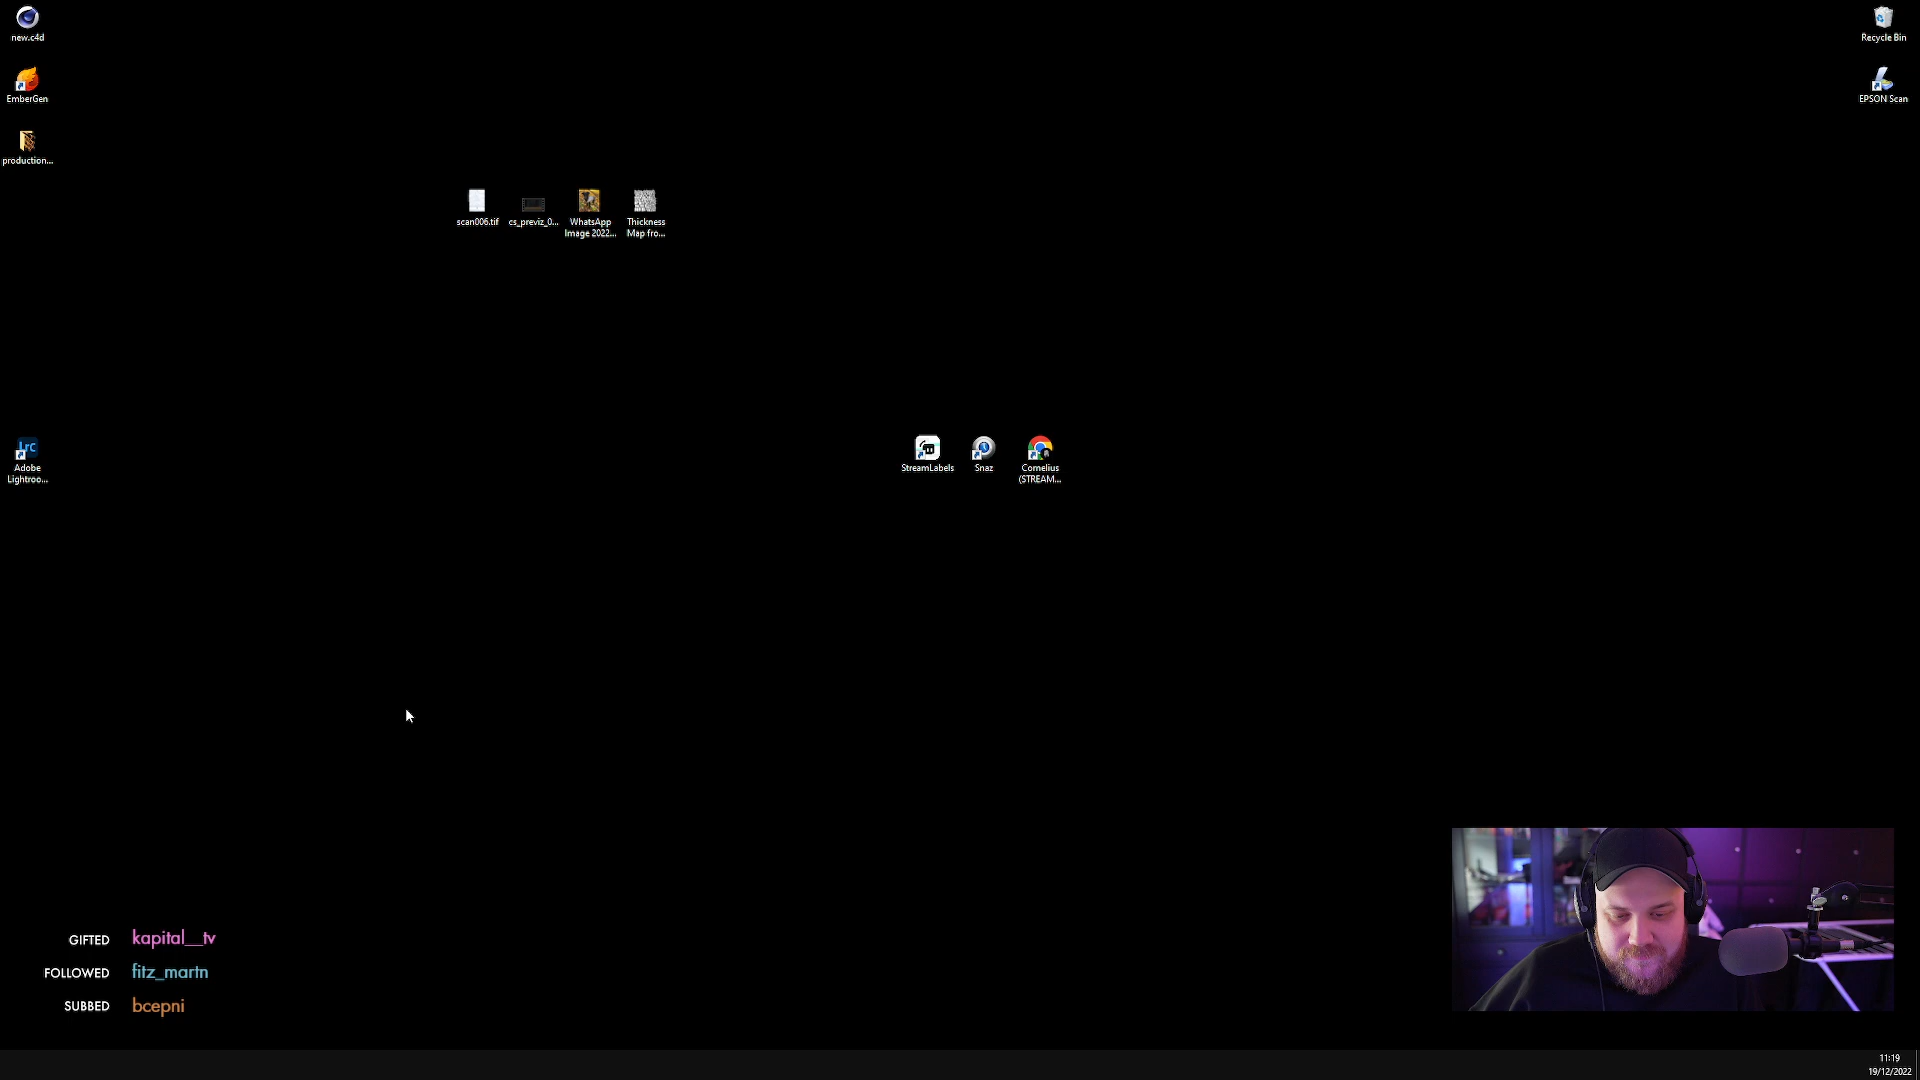 new.c4d
Recycle Bin
EmberGen
EPSON Scan
production...
scan006.tif
cs_previz_0...
WhatsApp
Image 2022...
Thickness
Map fro...
Lrc
Adobe
Lightroo...
StreamLabels
Snaz
Cornelius
(STREAM...
GIFTED kapital__tv
FOLLOWED fitz_martn
SUBBED bcepni
11:19
19/12/2022